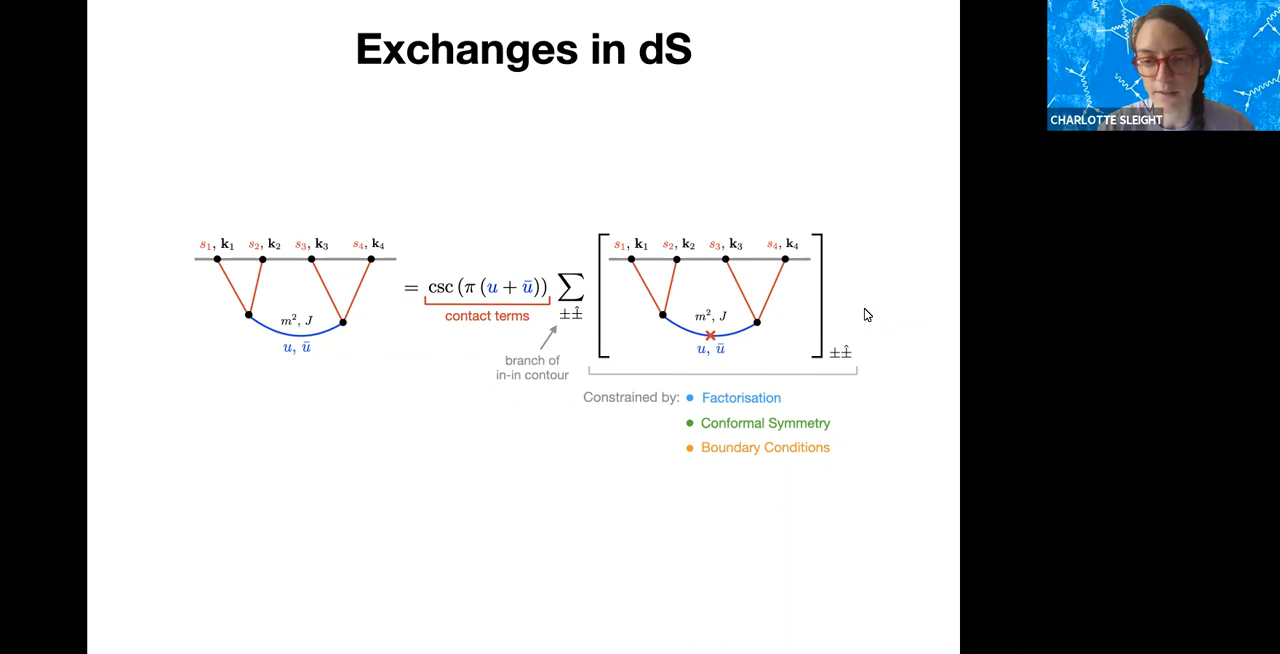 Exchanges in dS
CHARLOTTE SLEIGHT
s₁, k₁ s₂, k₂ s₃, k₃ s₄, k₄
m², J
u, ū
= csc (π (u + ū)) ∑
±±̂
contact terms
branch of
in-in contour
s₁, k₁ s₂, k₂ s₃, k₃ s₄, k₄
m², J
u, ū
±±̂
Constrained by: • Factorisation
• Conformal Symmetry
• Boundary Conditions